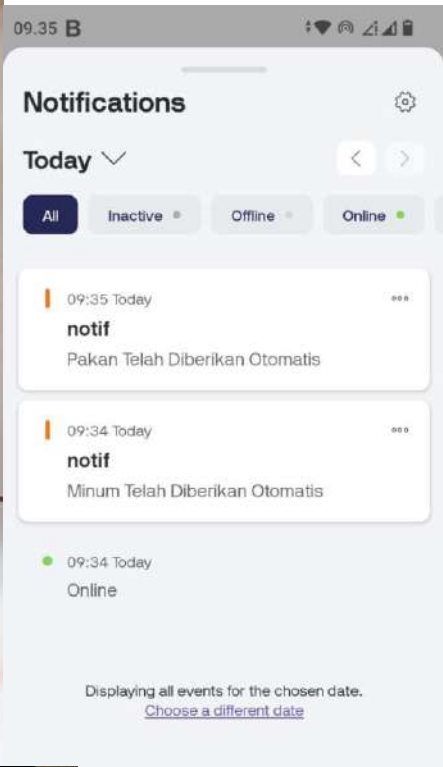 09.35 B
Notifications
Today
All Inactive Offline Online
09:35 Today
notif
Pakan Telah Diberikan Otomatis
09:34 Today
notif
Minum Telah Diberikan Otomatis
09:34 Today
Online
Displaying all events for the chosen date.
Choose a different date